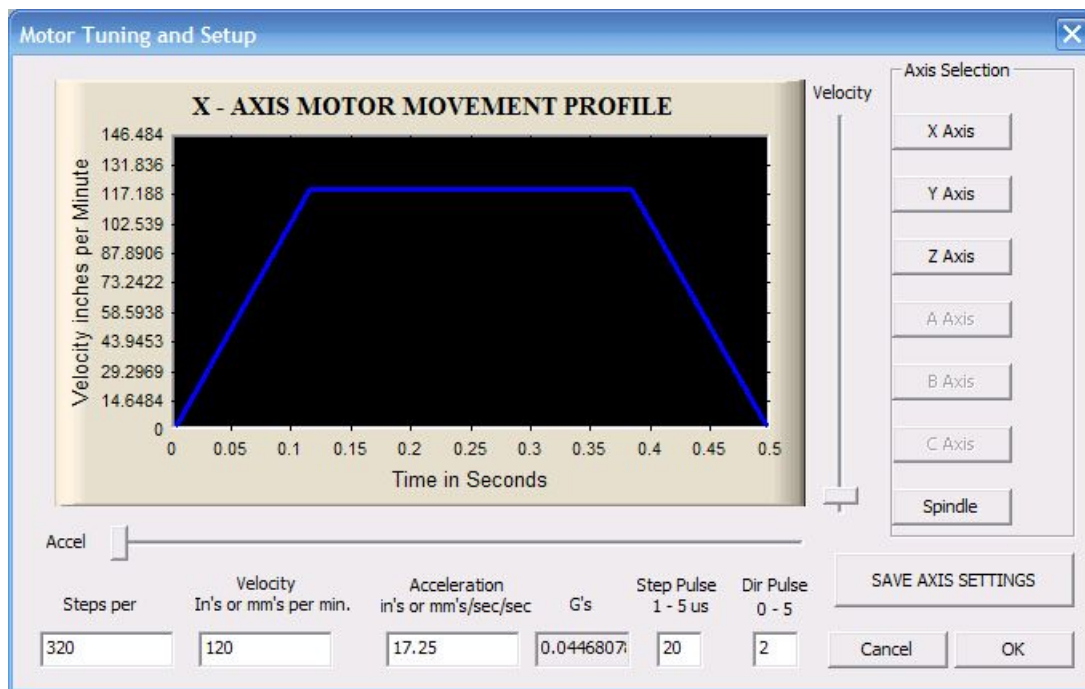 Motor Tuning and Setup
X - AXIS MOTOR MOVEMENT PROFILE
Velocity inches per Minute
146.484
131.836
117.188
102.539
87.8906
73.2422
58.5938
43.9453
29.2969
14.6484
0
0 0.05 0.1 0.15 0.2 0.25 0.3 0.35 0.4 0.45 0.5
Time in Seconds
Velocity
Axis Selection
X Axis
Y Axis
Z Axis
A Axis
B Axis
C Axis
Spindle
Accel
Steps per
320
Velocity
In's or mm's per min.
120
Acceleration
in's or mm's/sec/sec
17.25
G's
0.0446807
Step Pulse
1 - 5 us
20
Dir Pulse
0 - 5
2
SAVE AXIS SETTINGS
Cancel
OK